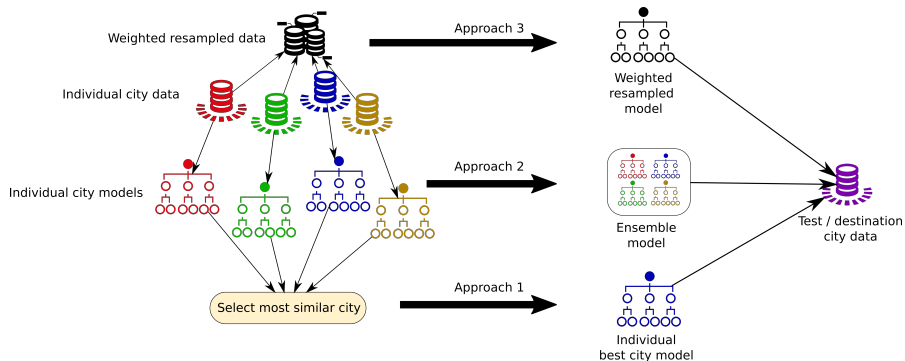 Weighted resampled data
Approach 3
Weighted
resampled
model
Individual city data
Individual city models
Approach 2
Ensemble
model
Test / destination
city data
Select most similar city
Approach 1
Individual
best city model